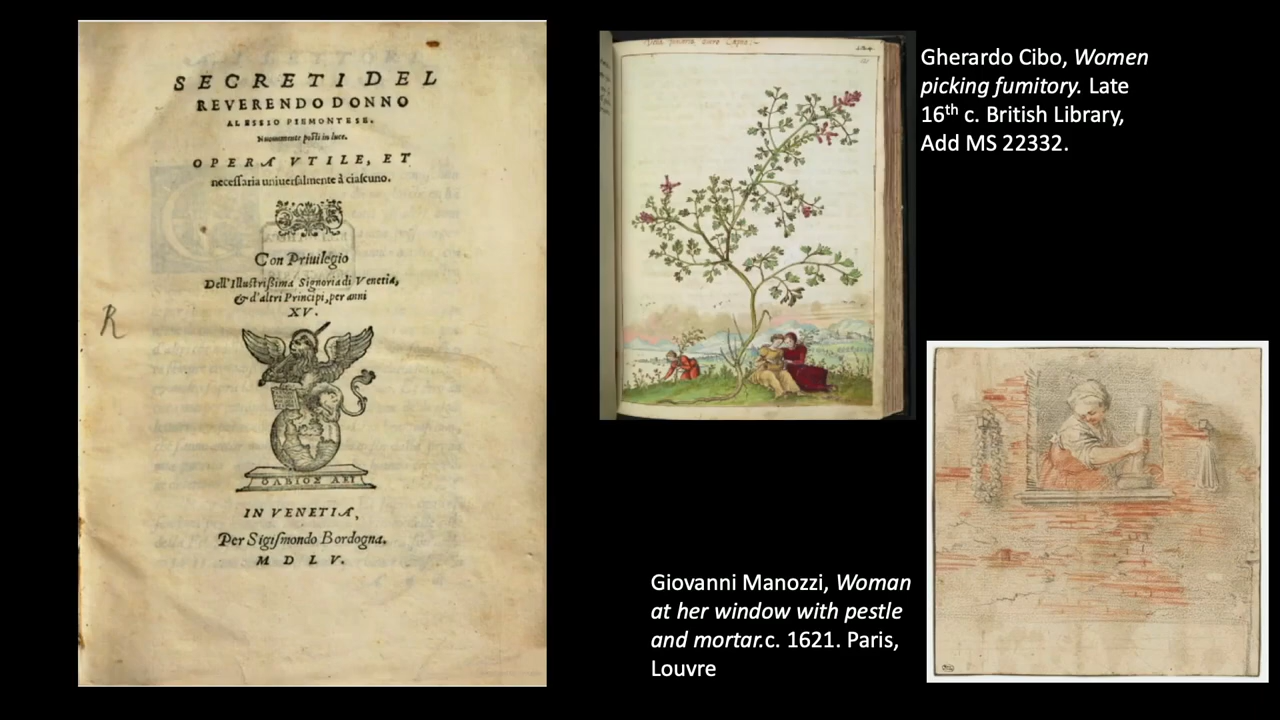 SECRETI DEL
REVERENDO DONNO
ALESSIO PIEMONTESE.
Nuouamente posti in luce.
OPERA VTILE, ET
necessaria uniuersalmente à ciascuno.
Con Priuilegio
Dell'Illustrissima Signoria di Venetia,
& d'altri Principi, per anni
XV.
R
IN VENETIA,
Per Sigismondo Bordogna.
M D L V.
Gherardo Cibo, Women
picking fumitory. Late
16th c. British Library,
Add MS 22332.
Giovanni Manozzi, Woman
at her window with pestle
and mortar.c. 1621. Paris,
Louvre